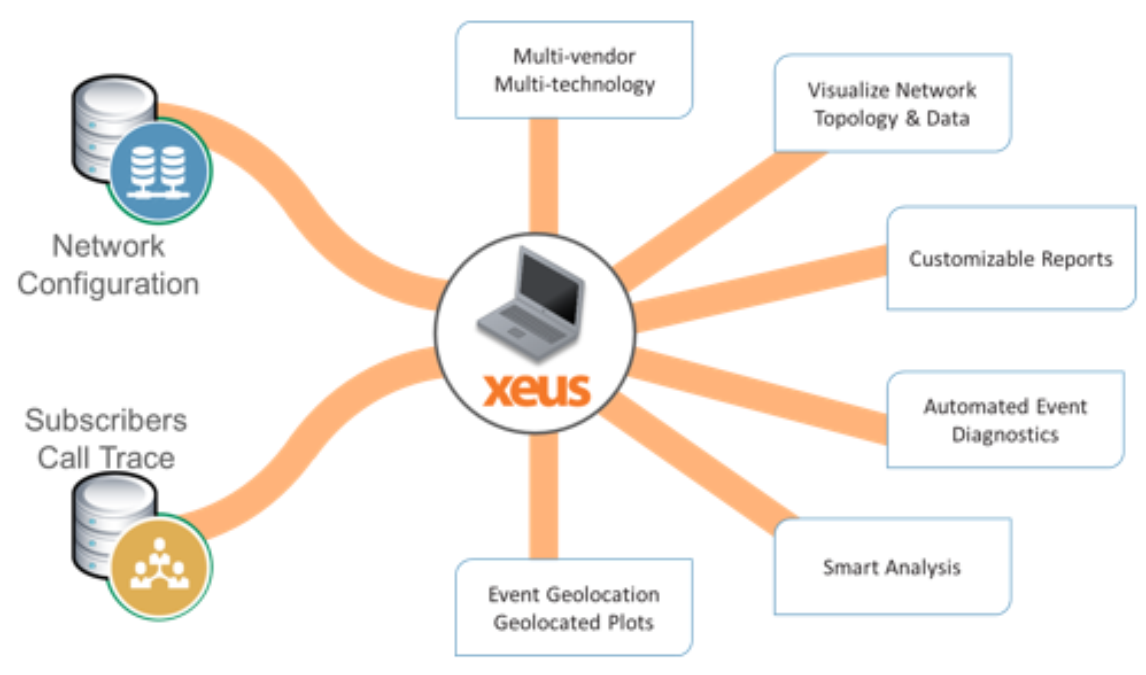 Multi-vendor
Multi-technology
Visualize Network
Topology & Data
Network
Configuration
Customizable Reports
xeus
Subscribers
Call Trace
Automated Event
Diagnostics
Smart Analysis
Event Geolocation
Geolocated Plots